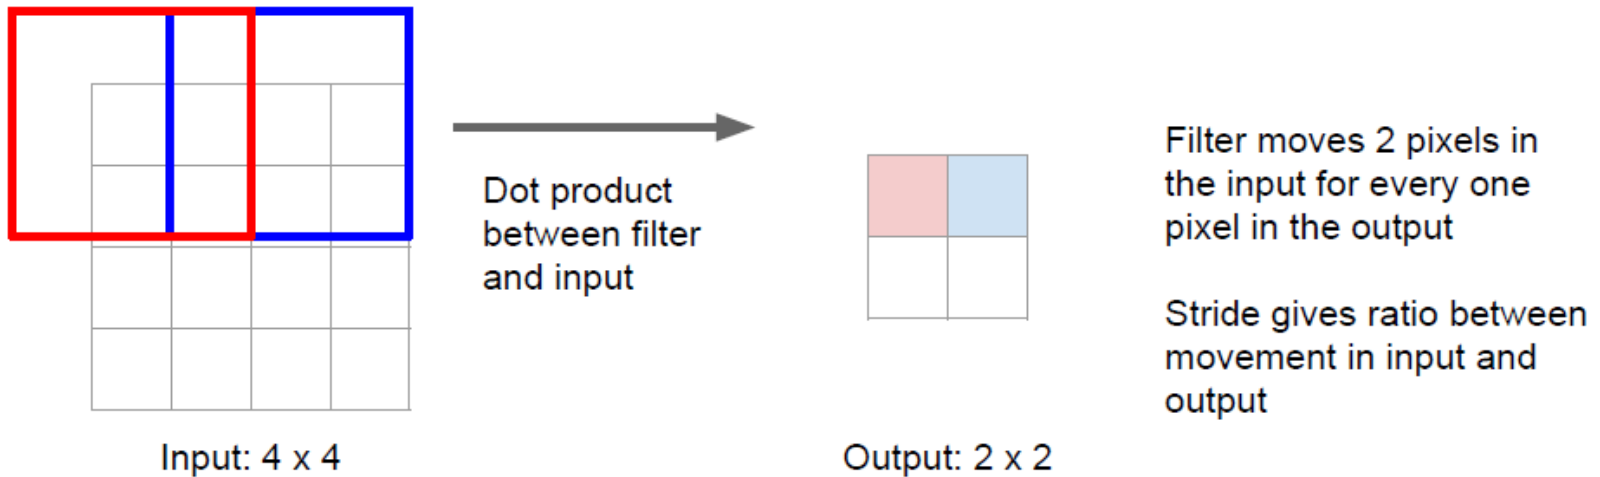 Dot product
between filter
and input
Filter moves 2 pixels in
the input for every one
pixel in the output
Stride gives ratio between
movement in input and
output
Input: 4 x 4
Output: 2 x 2